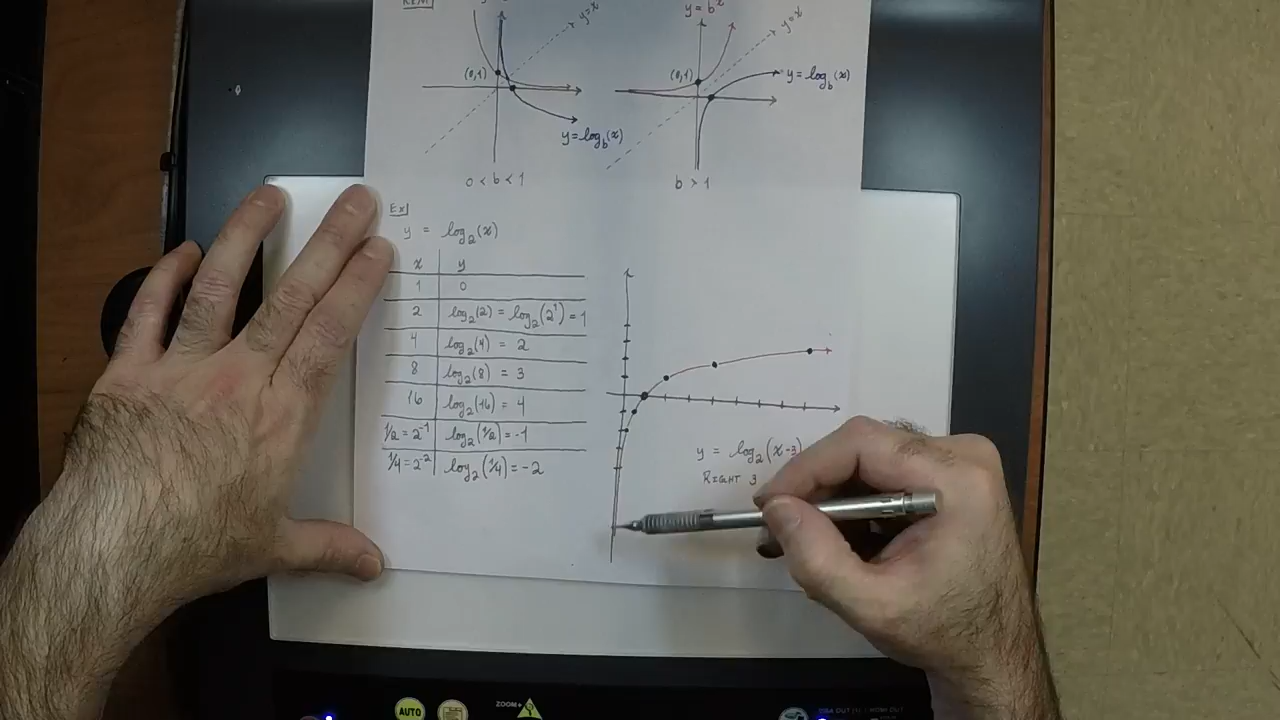 REM
y=x
y=b^x
y=x
(0,1)
(0,1)
y=log_b(x)
y=log_b(x)
0<b<1
b>1
Ex
y = log_2(x)
x y
1 0
2 log_2(2) = log_2(2^1) = 1
4 log_2(4) = 2
8 log_2(8) = 3
16 log_2(16) = 4
1/2 = 2^-1 log_2(1/2) = -1
1/4 = 2^-2 log_2(1/4) = -2
y = log_2(x-3)
RIGHT 3
AUTO
ZOOM+